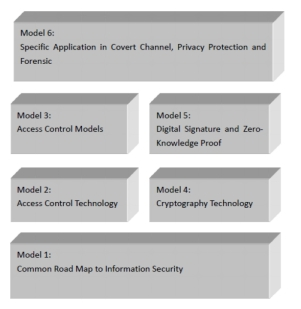 Model 6:
Specific Application in Covert Channel, Privacy Protection and
Forensic
Model 3:
Access Control Models
Model 5:
Digital Signature and Zero-
Knowledge Proof
Model 2:
Access Control Technology
Model 4:
Cryptography Technology
Model 1:
Common Road Map to Information Security